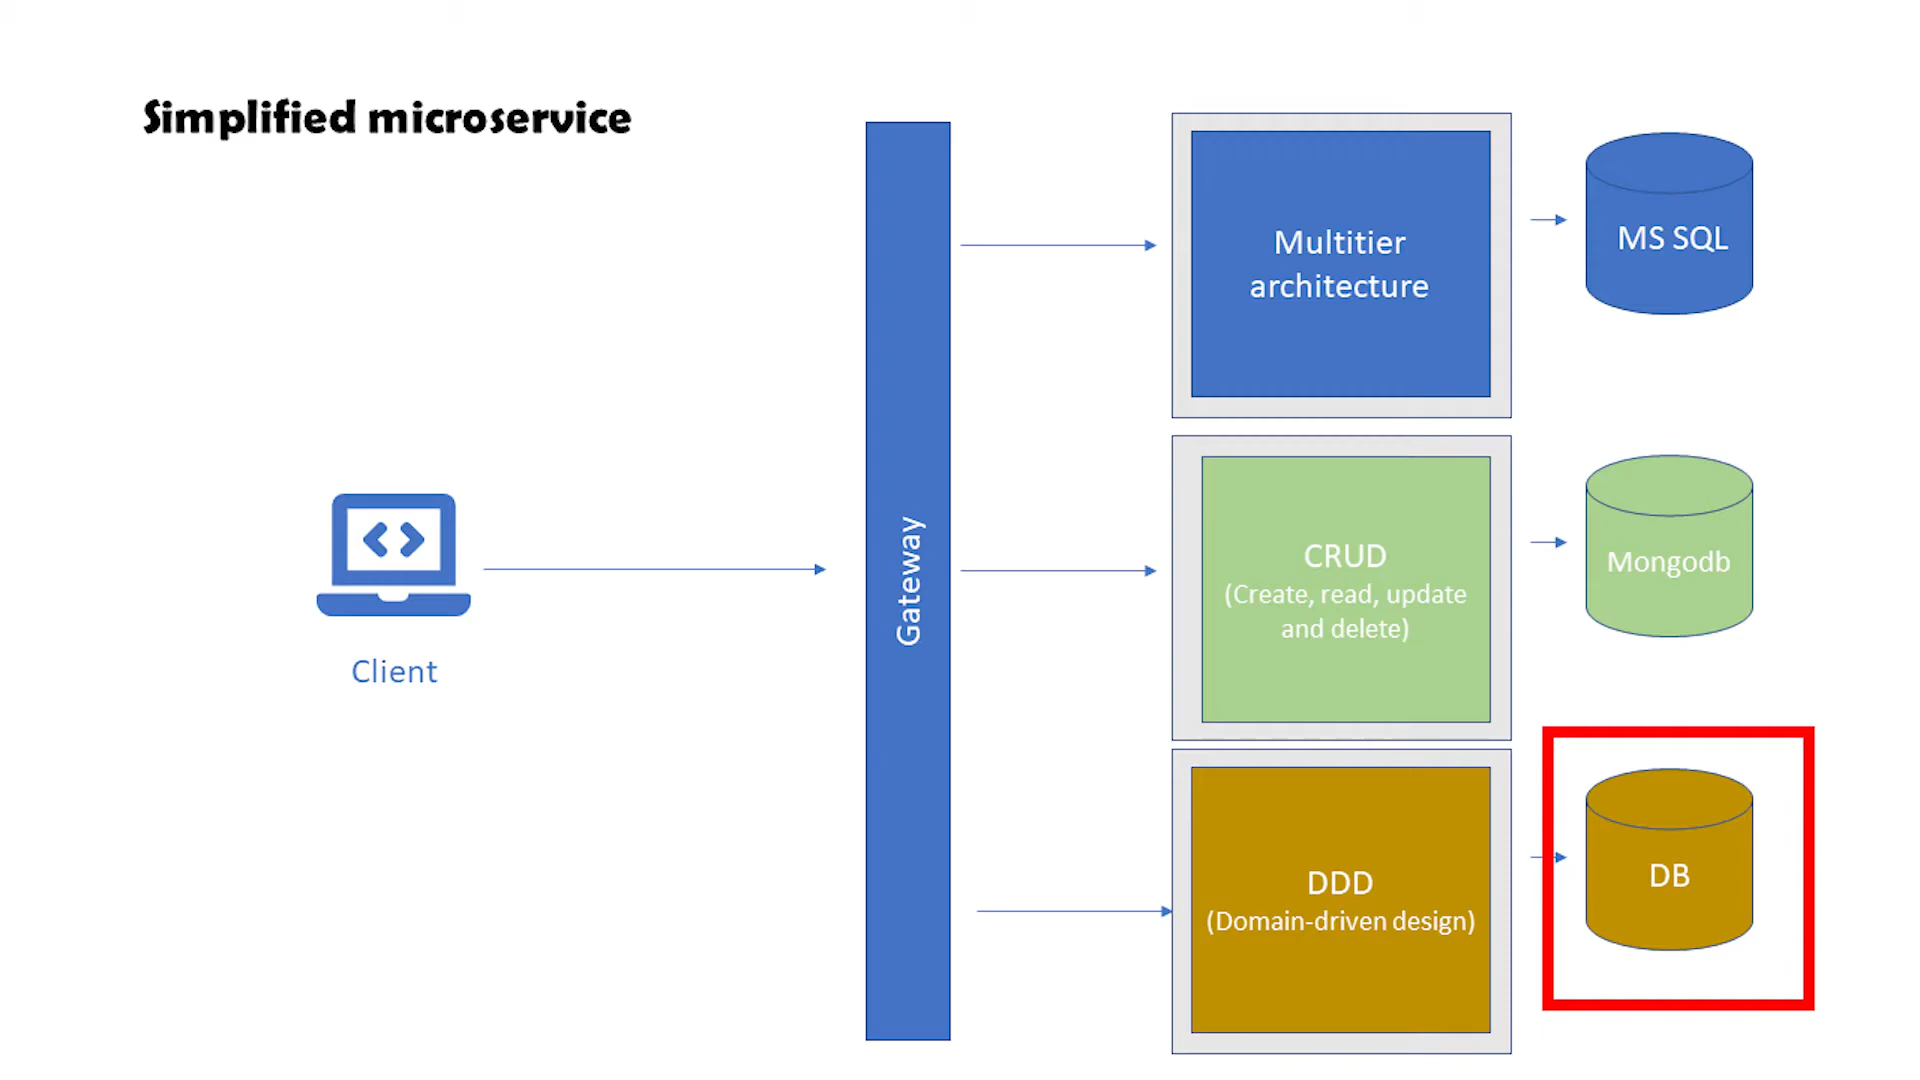 Simplified microservice
Client
Gateway
Multitier
architecture
MS SQL
CRUD
(Create, read, update
and delete)
Mongodb
DDD
(Domain-driven design)
DB